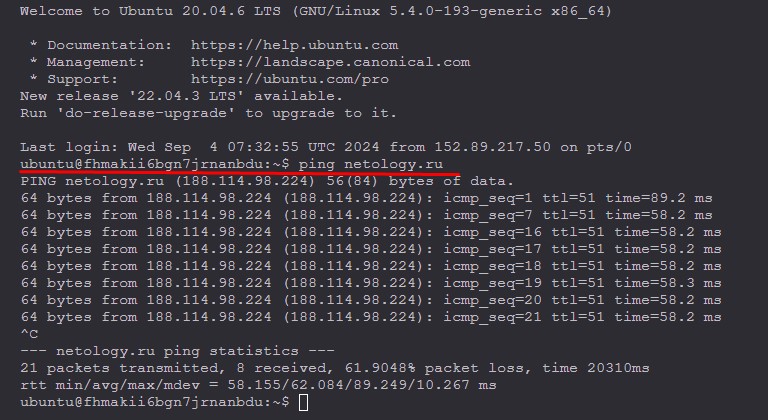 Welcome to Ubuntu 20.04.6 LTS (GNU/Linux 5.4.0-193-generic x86_64)
* Documentation:  https://help.ubuntu.com
* Management:     https://landscape.canonical.com
* Support:        https://ubuntu.com/pro
New release '22.04.3 LTS' available.
Run 'do-release-upgrade' to upgrade to it.
Last login: Wed Sep  4 07:32:55 UTC 2024 from 152.89.217.50 on pts/0
ubuntu@fhmakii6bgn7jrnanbdu:~$ ping netology.ru
PING netology.ru (188.114.98.224) 56(84) bytes of data.
64 bytes from 188.114.98.224 (188.114.98.224): icmp_seq=1 ttl=51 time=89.2 ms
64 bytes from 188.114.98.224 (188.114.98.224): icmp_seq=7 ttl=51 time=58.2 ms
64 bytes from 188.114.98.224 (188.114.98.224): icmp_seq=16 ttl=51 time=58.2 ms
64 bytes from 188.114.98.224 (188.114.98.224): icmp_seq=17 ttl=51 time=58.2 ms
64 bytes from 188.114.98.224 (188.114.98.224): icmp_seq=18 ttl=51 time=58.2 ms
64 bytes from 188.114.98.224 (188.114.98.224): icmp_seq=19 ttl=51 time=58.3 ms
64 bytes from 188.114.98.224 (188.114.98.224): icmp_seq=20 ttl=51 time=58.2 ms
64 bytes from 188.114.98.224 (188.114.98.224): icmp_seq=21 ttl=51 time=58.2 ms
^C
--- netology.ru ping statistics ---
21 packets transmitted, 8 received, 61.9048% packet loss, time 20310ms
rtt min/avg/max/mdev = 58.155/62.084/89.249/10.267 ms
ubuntu@fhmakii6bgn7jrnanbdu:~$